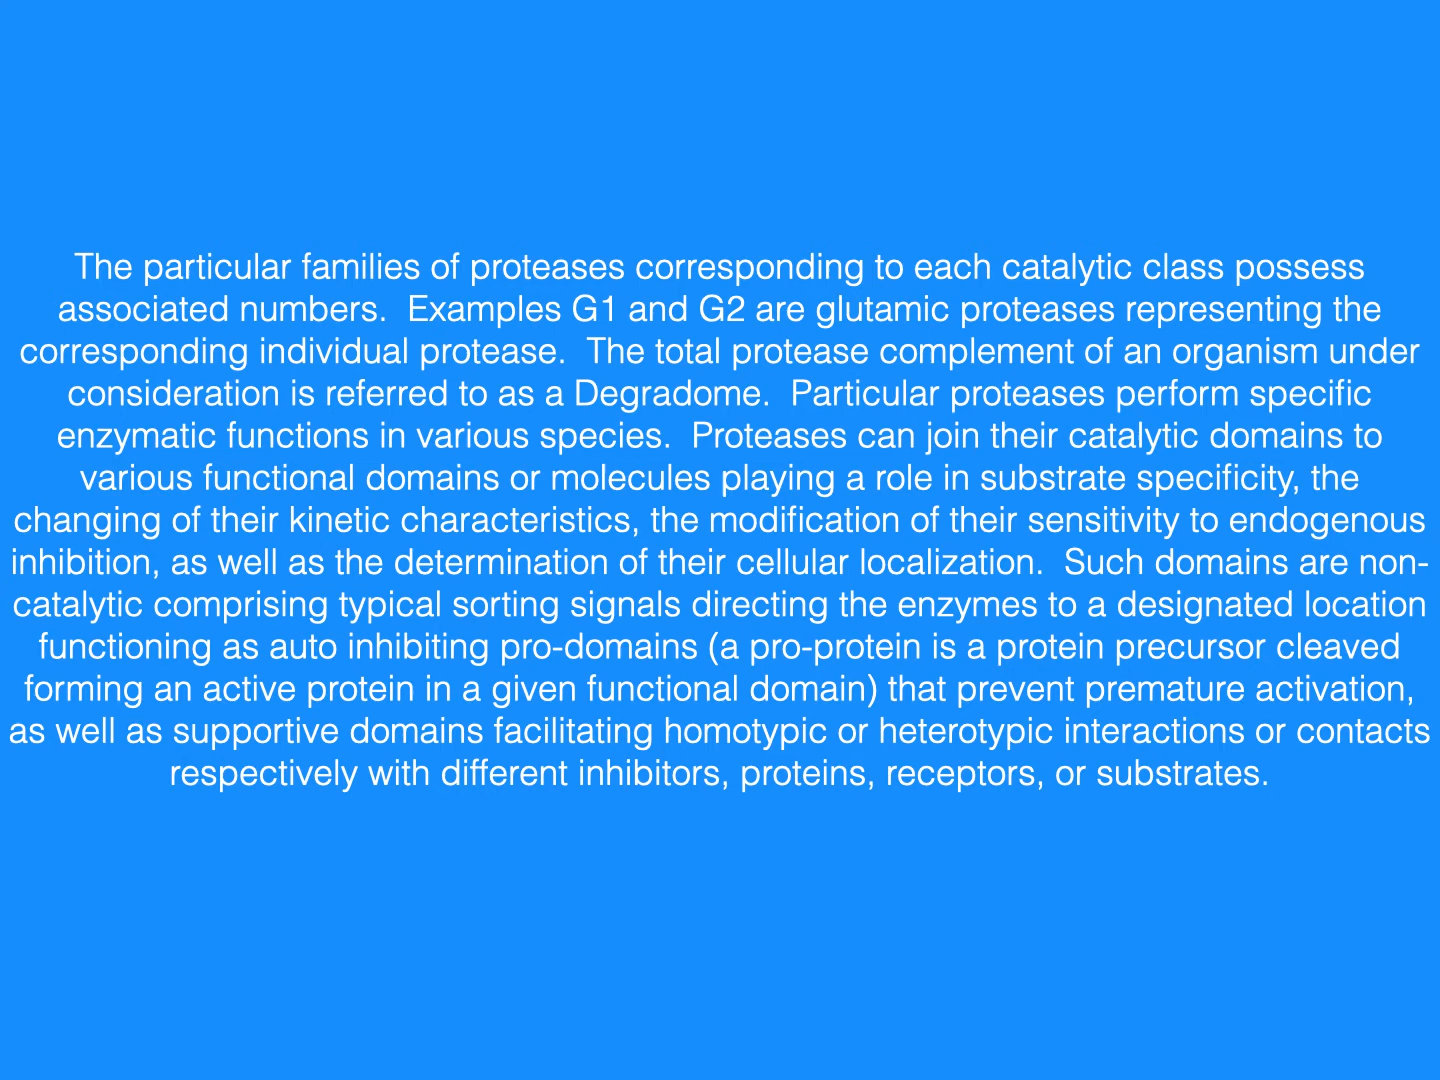 The particular families of proteases corresponding to each catalytic class possess
associated numbers.  Examples G1 and G2 are glutamic proteases representing the
corresponding individual protease.  The total protease complement of an organism under
consideration is referred to as a Degradome.  Particular proteases perform specific
enzymatic functions in various species.  Proteases can join their catalytic domains to
various functional domains or molecules playing a role in substrate specificity, the
changing of their kinetic characteristics, the modification of their sensitivity to endogenous
inhibition, as well as the determination of their cellular localization.  Such domains are non-
catalytic comprising typical sorting signals directing the enzymes to a designated location
functioning as auto inhibiting pro-domains (a pro-protein is a protein precursor cleaved
forming an active protein in a given functional domain) that prevent premature activation,
as well as supportive domains facilitating homotypic or heterotypic interactions or contacts
respectively with different inhibitors, proteins, receptors, or substrates.